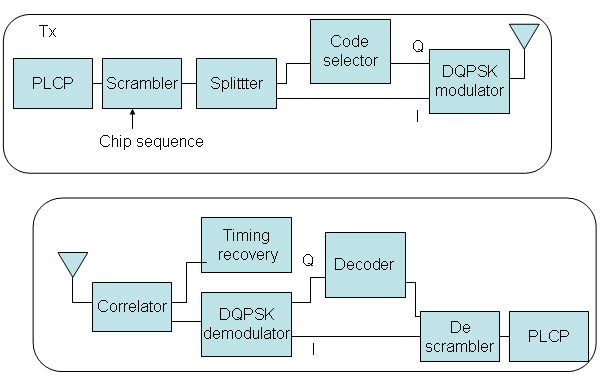 Tx
Code
selector
Q
PLCP
Scrambler
Splittter
DQPSK
modulator
I
Chip sequence
Timing
recovery
Q
Decoder
Correlator
DQPSK
demodulator
I
De
scrambler
PLCP